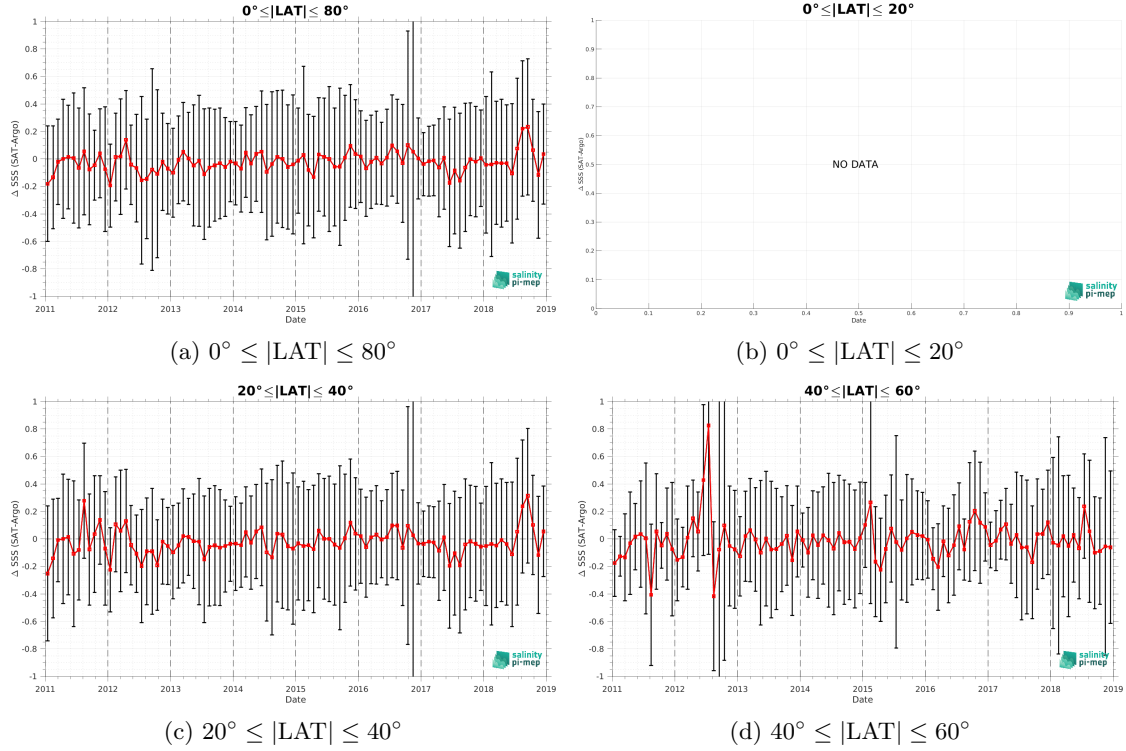 0°≤|LAT|≤ 80°
1
0.8
0.6
0.4
0.2
0
-0.2
-0.4
-0.6
-0.8
-1
Δ SSS (SAT-Argo)
2011 2012 2013 2014 2015 2016 2017 2018 2019
Date
salinity
pi-mep
(a) 0° ≤ |LAT| ≤ 80°
0°≤|LAT|≤ 20°
1
0.9
0.8
0.7
0.6
0.5
0.4
0.3
0.2
0.1
0
Δ SSS (SAT-Argo)
NO DATA
0 0.1 0.2 0.3 0.4 0.5 0.6 0.7 0.8 0.9 1
Date
salinity
pi-mep
(b) 0° ≤ |LAT| ≤ 20°
20°≤|LAT|≤ 40°
1
0.8
0.6
0.4
0.2
0
-0.2
-0.4
-0.6
-0.8
-1
Δ SSS (SAT-Argo)
2011 2012 2013 2014 2015 2016 2017 2018 2019
Date
salinity
pi-mep
(c) 20° ≤ |LAT| ≤ 40°
40°≤|LAT|≤ 60°
1
0.8
0.6
0.4
0.2
0
-0.2
-0.4
-0.6
-0.8
-1
Δ SSS (SAT-Argo)
2011 2012 2013 2014 2015 2016 2017 2018 2019
Date
salinity
pi-mep
(d) 40° ≤ |LAT| ≤ 60°